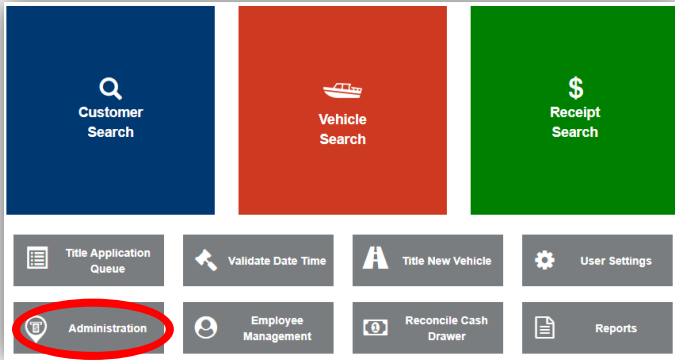 Customer
Search
Vehicle
Search
$
Receipt
Search
Title Application
Queue
Validate Date Time
Title New Vehicle
User Settings
Administration
Employee
Management
Reconcile Cash
Drawer
Reports